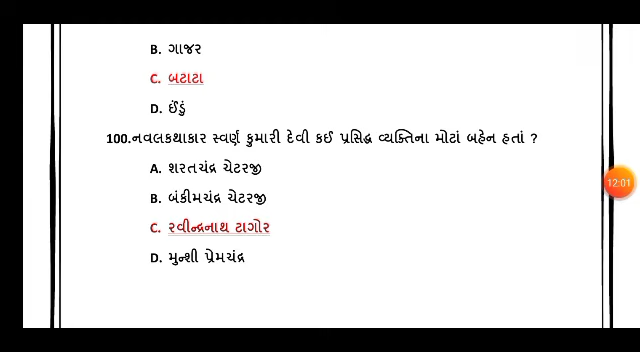 B. ગાજર
C. બટાટા
D. ઈંડું
100.નવલકથાકાર સ્વર્ણ કુમારી દેવી કઈ પ્રસિદ્ધ વ્યક્તિના મોટાં બહેન હતાં ?
A. શરતચંદ્ર ચેટરજી
B. બંકીમચંદ્ર ચેટરજી
C. રવીન્દ્રનાથ ટાગોર
D. મુન્શી પ્રેમચંદ્ર
12:01